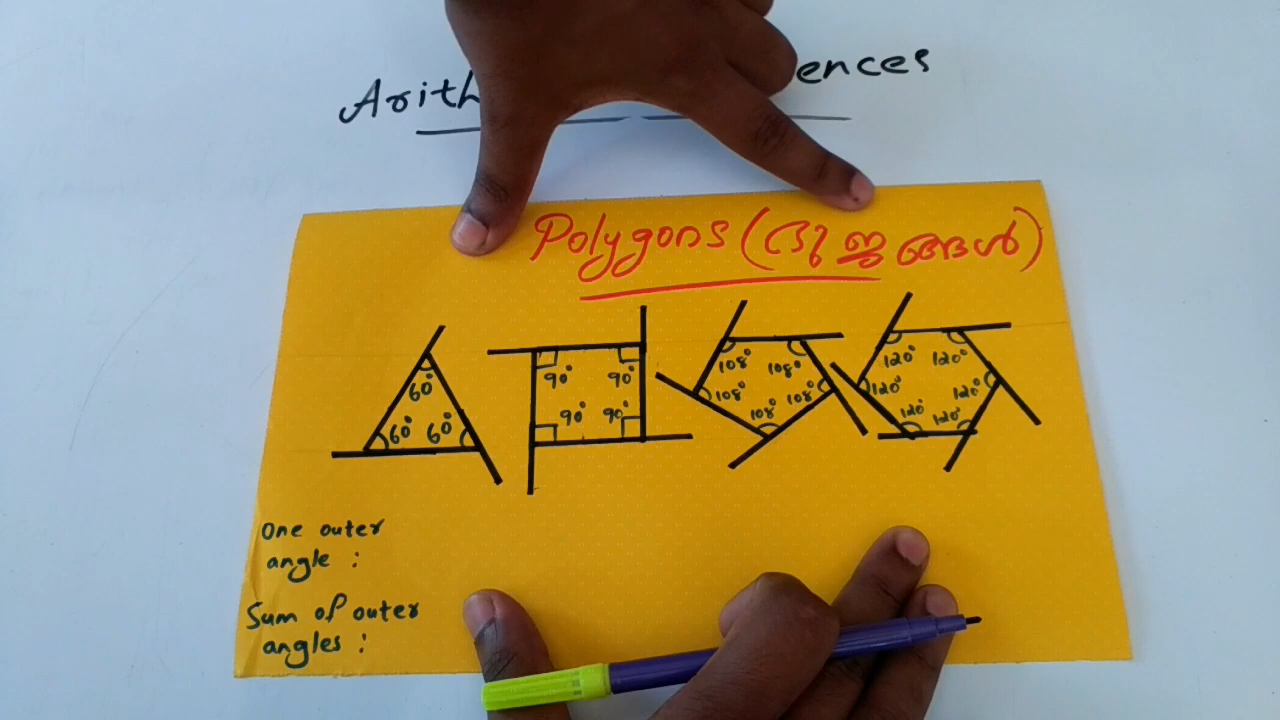 Arith ences
Polygons (ഭുജങ്ങൾ)
60° 60° 60°
90° 90° 90° 90°
108° 108° 108° 108° 108°
120° 120° 120° 120° 120° 120°
One outer
angle :
Sum of outer
angles :